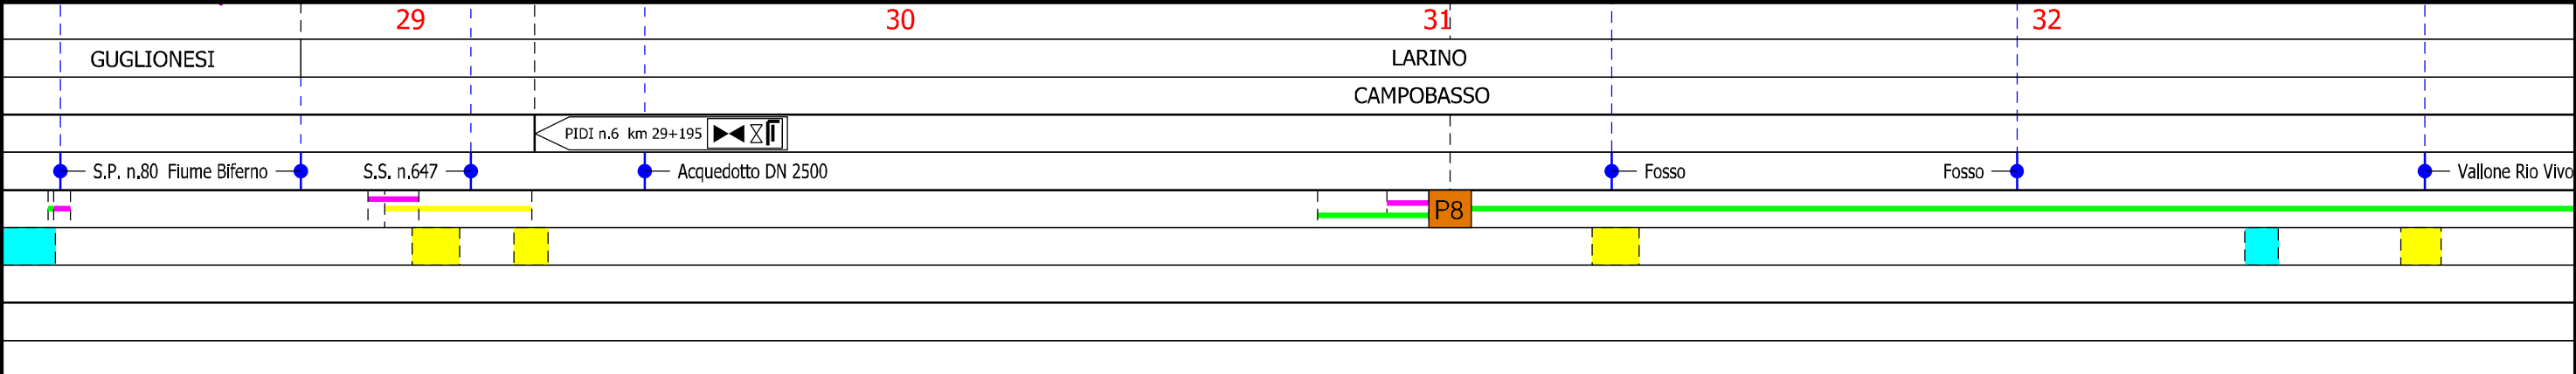 29 30 31 32
GUGLIONESI LARINO
CAMPOBASSO
PIDI n.6 km 29+195
S.P. n.80 Fiume Biferno S.S. n.647 Acquedotto DN 2500 Fosso Fosso Vallone Rio Vivo
P8